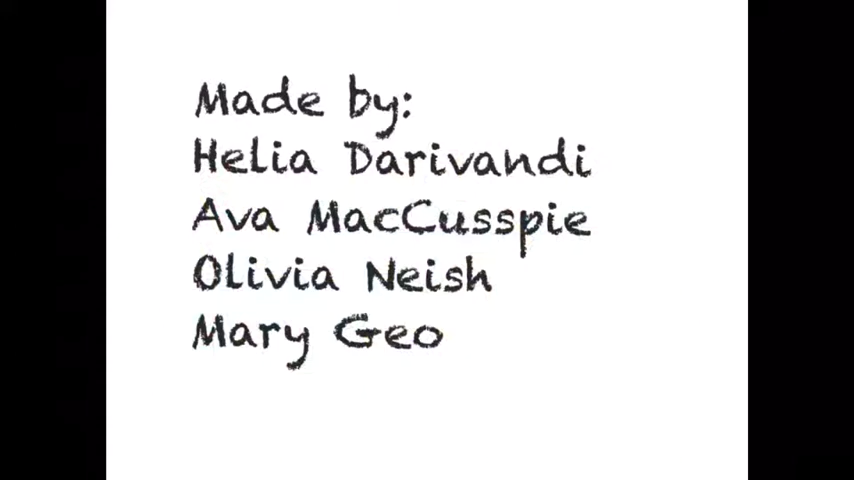 Made by:
Helia Darivandi
Ava MacCusspie
Olivia Neish
Mary Geo